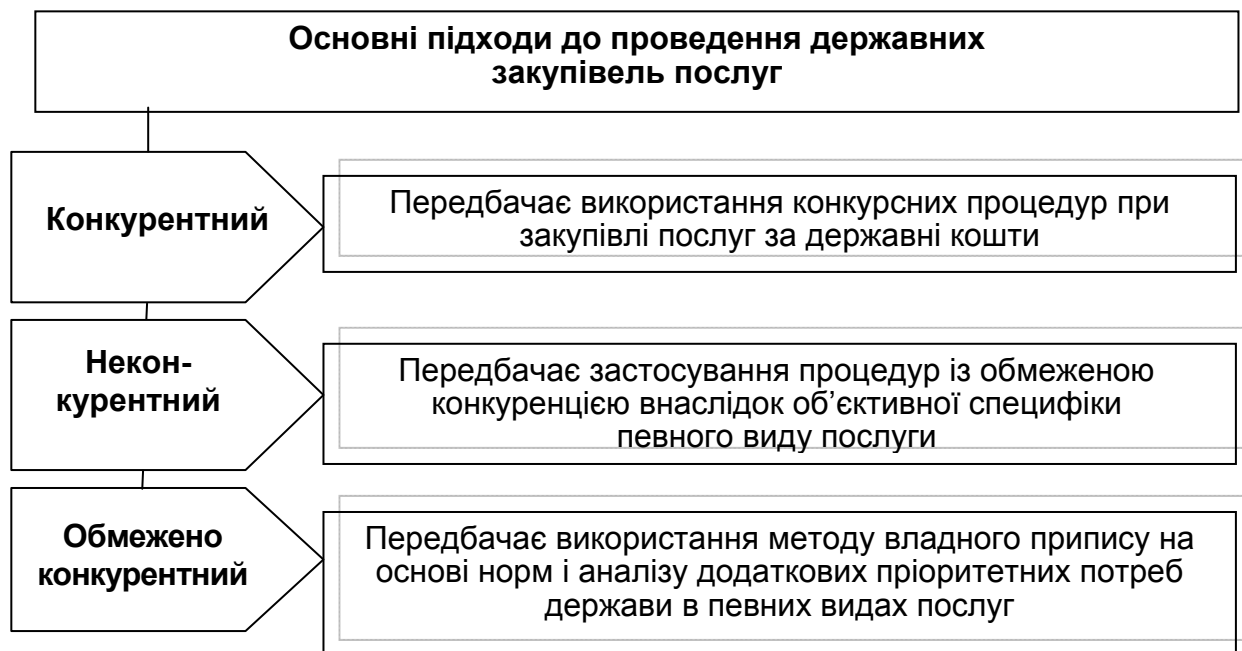 Основні підходи до проведення державних
закупівель послуг
Конкурентний
Передбачає використання конкурсних процедур при
закупівлі послуг за державні кошти
Некон-
курентний
Передбачає застосування процедур із обмеженою
конкуренцією внаслідок об’єктивної специфіки
певного виду послуги
Обмежено
конкурентний
Передбачає використання методу владного припису на
основі норм і аналізу додаткових пріоритетних потреб
держави в певних видах послуг